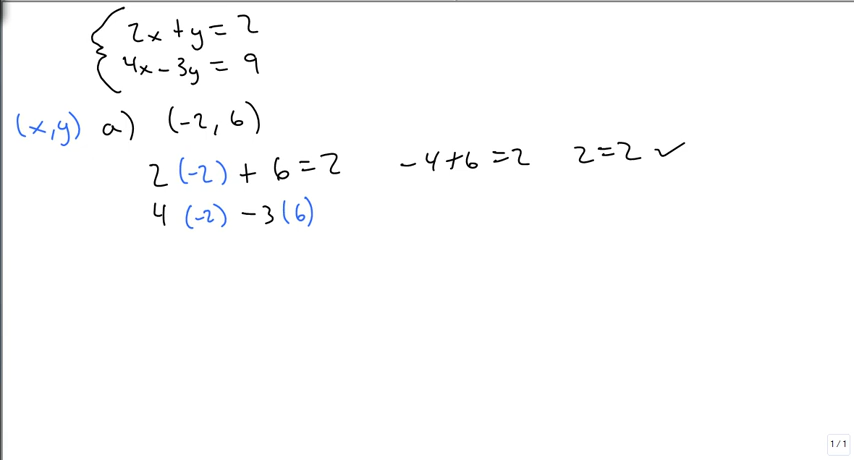 2x + y = 2
4x - 3y = 9
(x,y) a) (-2, 6)
2 (-2) + 6 = 2 -4+6 = 2 2=2 ✓
4 (-2) - 3 (6)
1 / 1